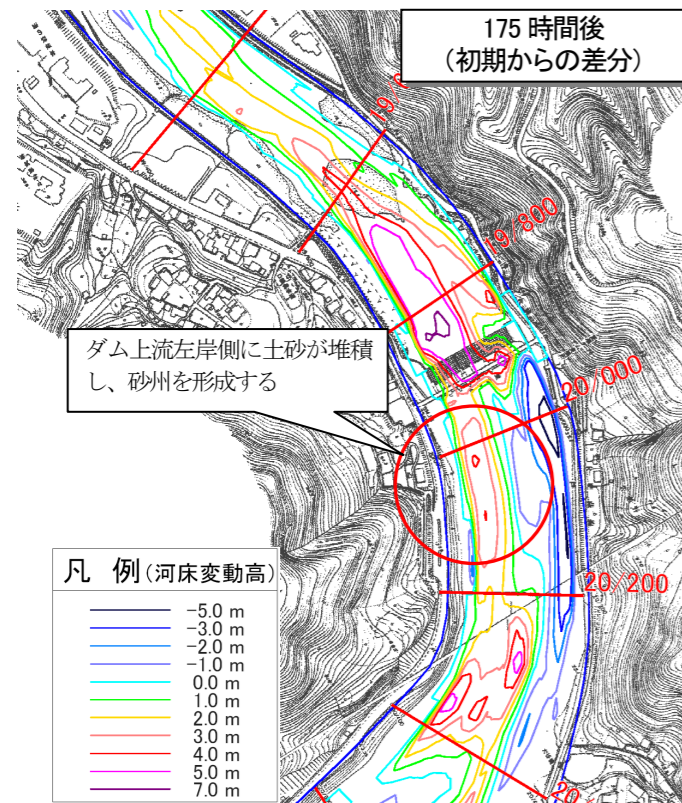 175 時間後
(初期からの差分)
19/800
ダム上流左岸側に土砂が堆積
し、砂州を形成する
20/000
20/200
凡 例(河床変動高)
-5.0 m
-3.0 m
-2.0 m
-1.0 m
0.0 m
1.0 m
2.0 m
3.0 m
4.0 m
5.0 m
7.0 m